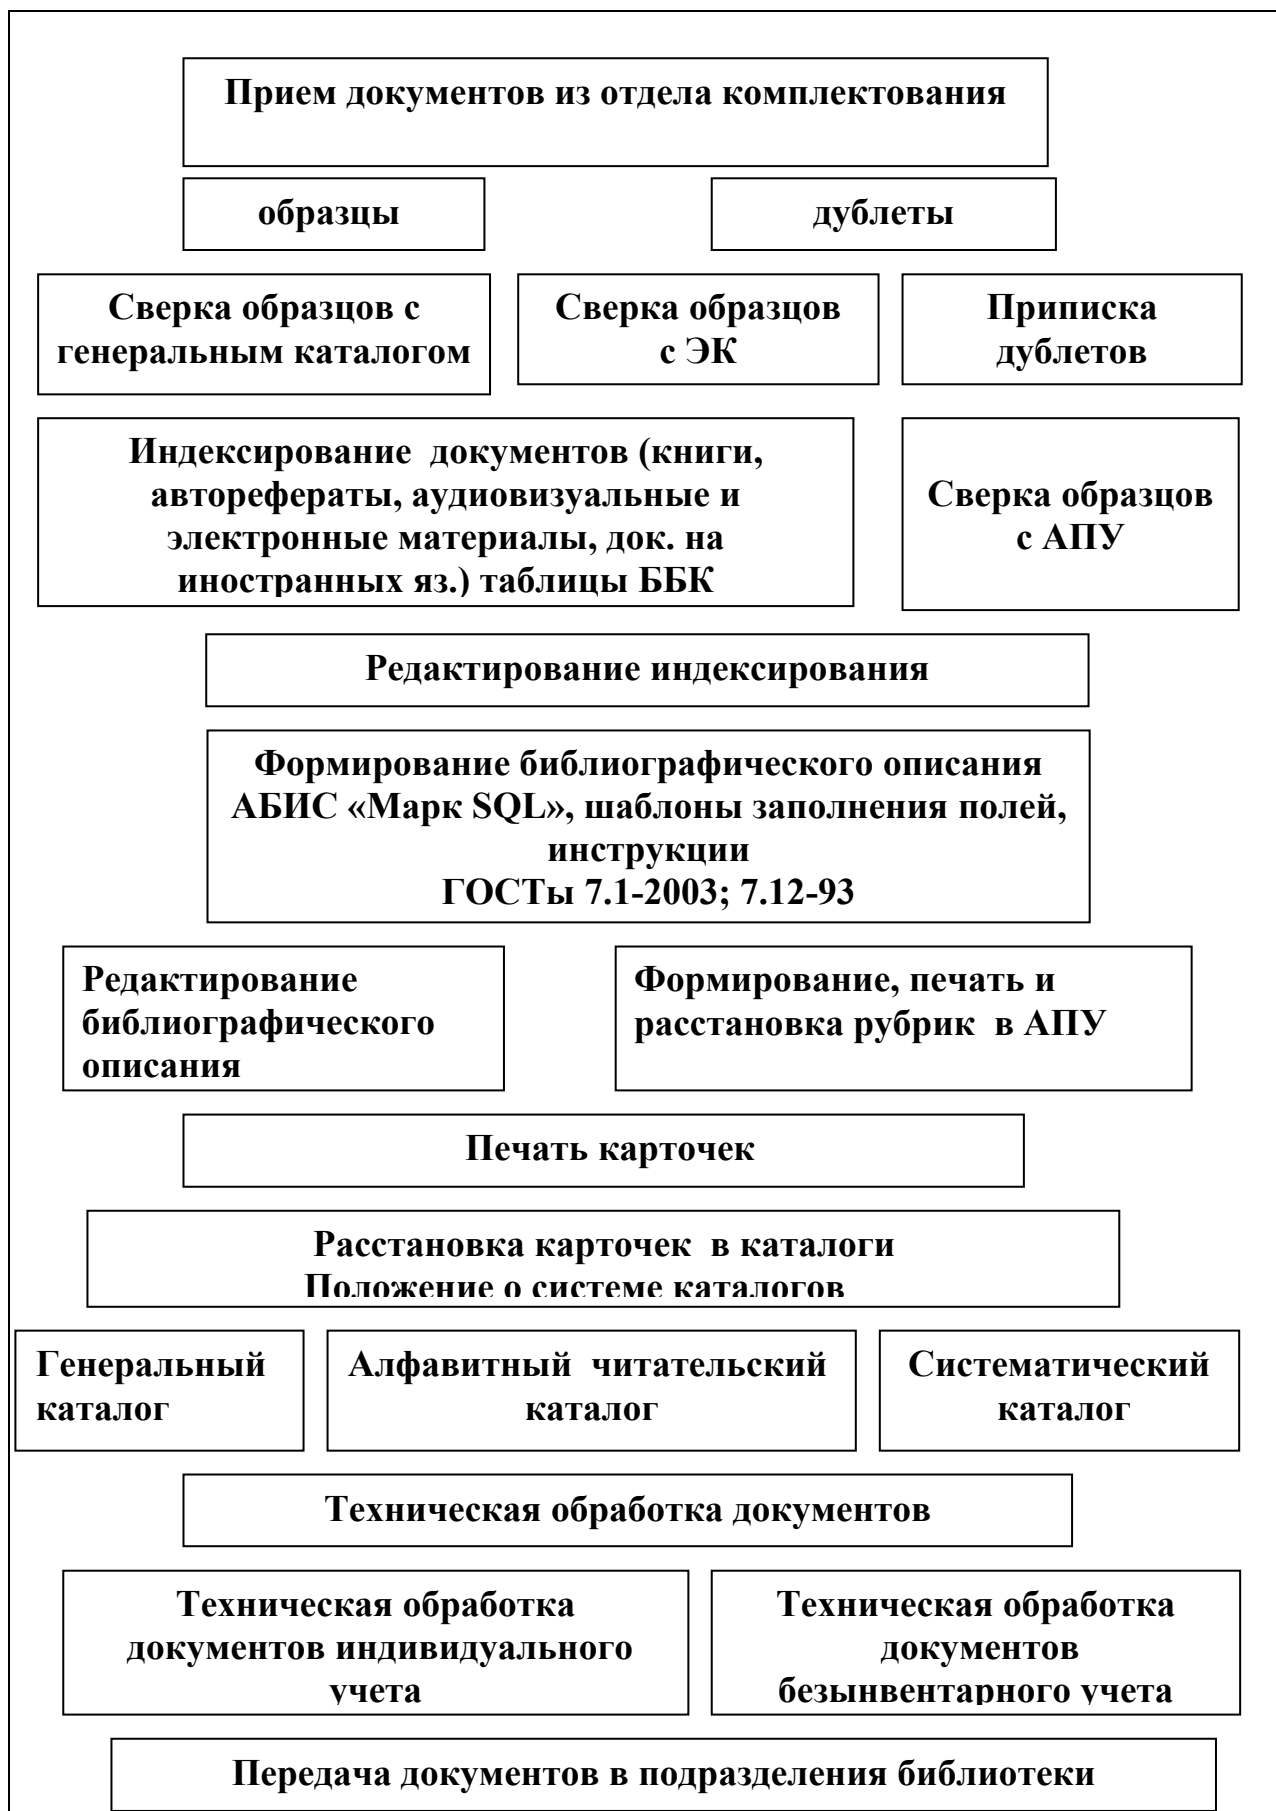 Прием документов из отдела комплектования
образцы
дублеты
Сверка образцов с
генеральным каталогом
Сверка образцов
с ЭК
Приписка
дублетов
Индексирование документов (книги,
авторефераты, аудиовизуальные и
электронные материалы, док. на
иностранных яз.) таблицы ББК
Сверка образцов
с АПУ
Редактирование индексирования
Формирование библиографического описания
АБИС «Марк SQL», шаблоны заполнения полей,
инструкции
ГОСТы 7.1-2003; 7.12-93
Редактирование
библиографического
описания
Формирование, печать и
расстановка рубрик в АПУ
Печать карточек
Расстановка карточек в каталоги
Положение о системе каталогов
Генеральный
каталог
Алфавитный читательский
каталог
Систематический
каталог
Техническая обработка документов
Техническая обработка
документов индивидуального
учета
Техническая обработка
документов
безынвентарного учета
Передача документов в подразделения библиотеки